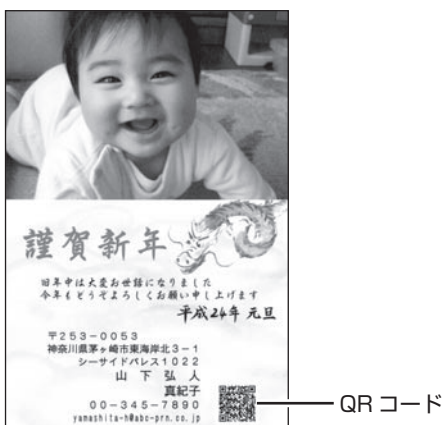 謹賀新年
旧年中は大変お世話になりました
今年もどうぞよろしくお願い申し上げます
平成24年 元旦
〒253-0053
神奈川県茅ヶ崎市東海岸北3-1
シーサイドパレス1022
山下弘人
真紀子
00-345-7890
yamashita-h@abc-prn.co.jp
QRコード